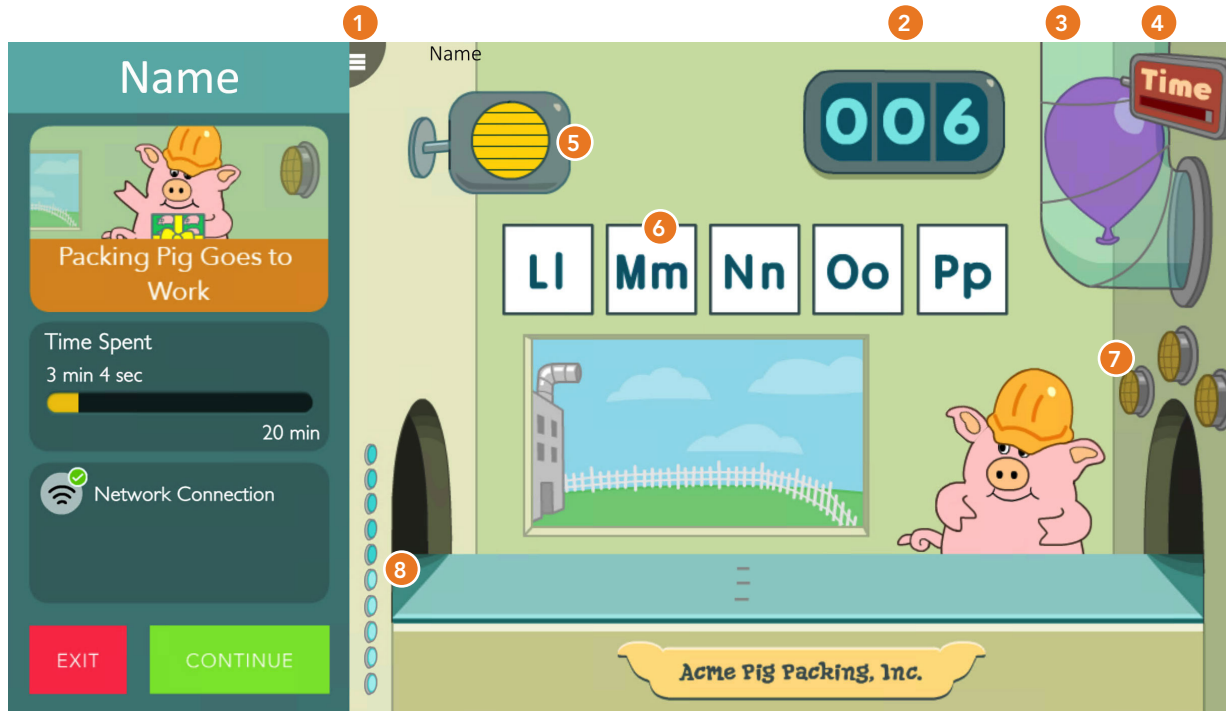 1
2
3
4
Name
Name
Time
006
5
6
Ll Mm Nn Oo Pp
Packing Pig Goes to
Work
Time Spent
3 min 4 sec
20 min
7
Network Connection
8
EXIT
CONTINUE
Acme Pig Packing, Inc.